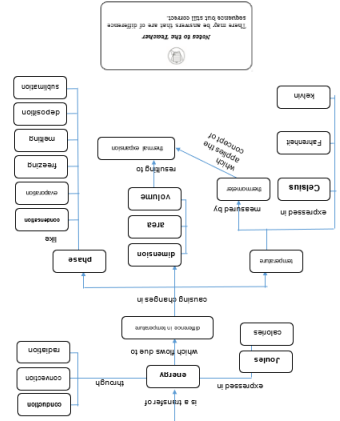 is a transfer of
energy
expressed in
through
Joules
calories
conduction
convection
radiation
which flows due to
difference in temperature
causing changes in
temperature
dimension
phase
expressed in
measured by
Celsius
Fahrenheit
kelvin
thermometer
which
applies the
concept of
area
volume
resulting to
thermal expansion
like
condensation
evaporation
freezing
melting
deposition
sublimation
Notes to the Teacher
There may be answers that are of difference
sequence but still correct.